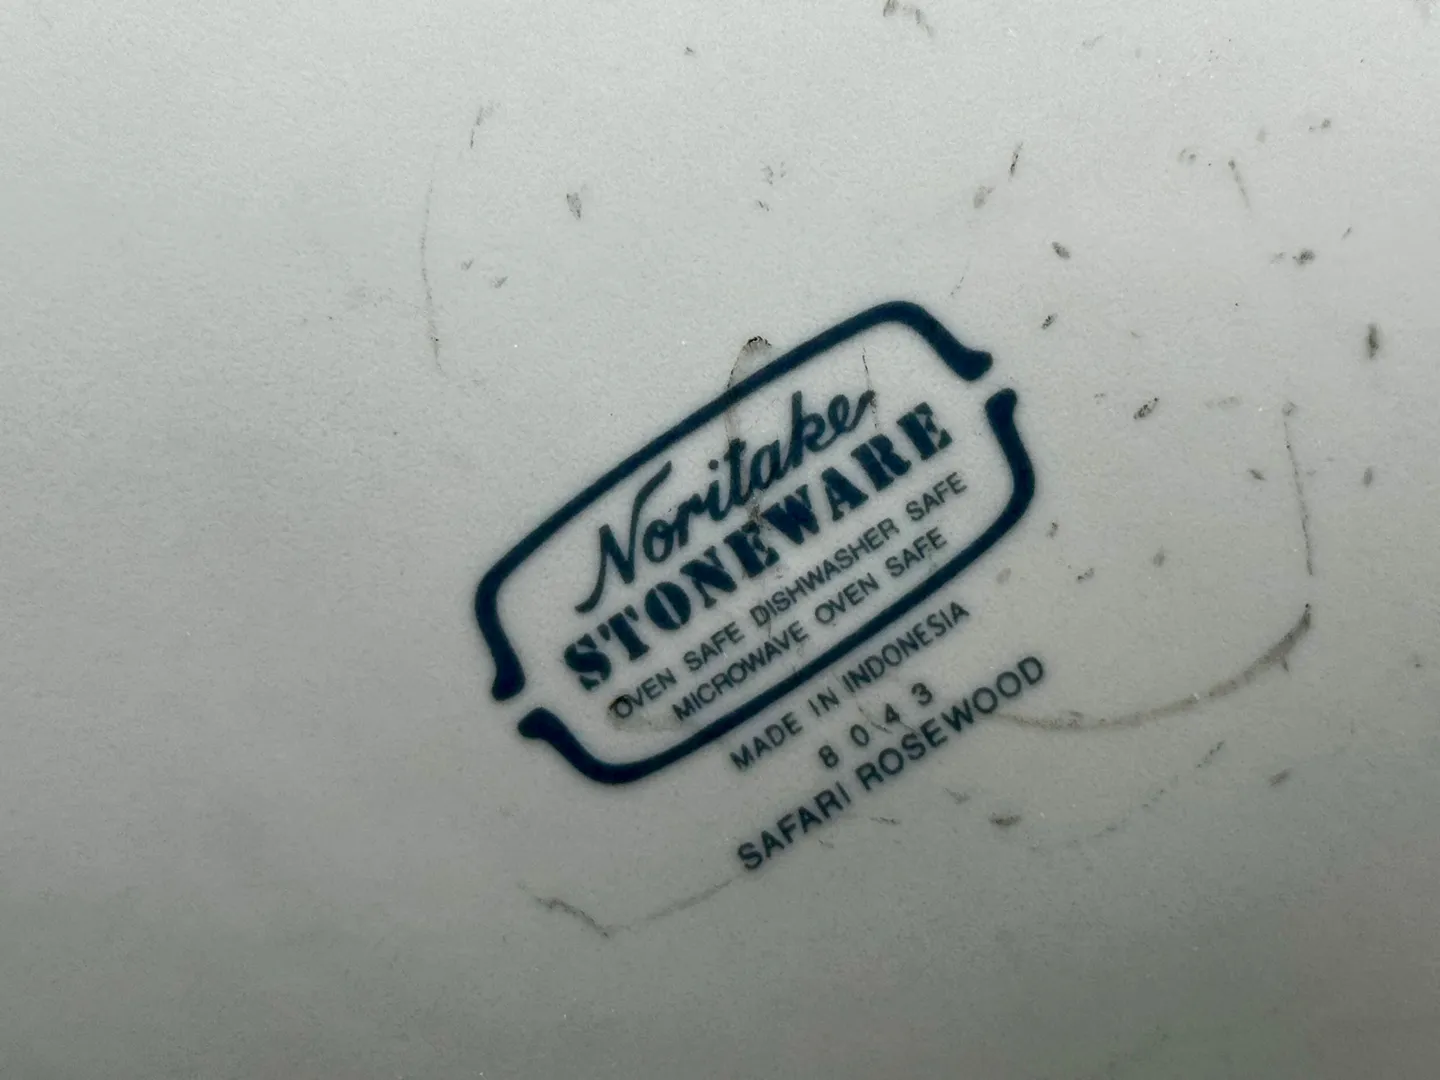 Noritake
STONEWARE
OVEN SAFE DISHWASHER SAFE
MICROWAVE OVEN SAFE
MADE IN INDONESIA
8043
SAFARI ROSEWOOD